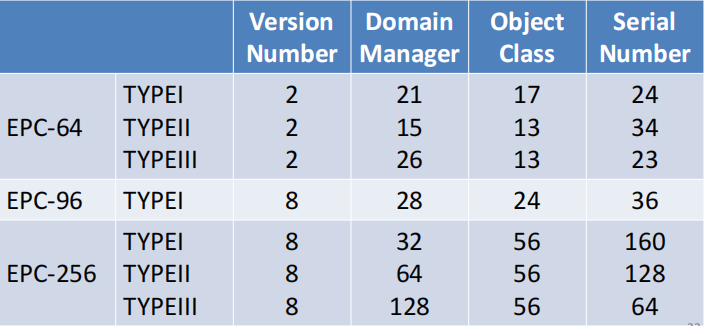 Version Number Domain Manager Object Class Serial Number
EPC-64 TYPEI 2 21 17 24
TYPEII 2 15 13 34
TYPEIII 2 26 13 23
EPC-96 TYPEI 8 28 24 36
EPC-256 TYPEI 8 32 56 160
TYPEII 8 64 56 128
TYPEIII 8 128 56 64